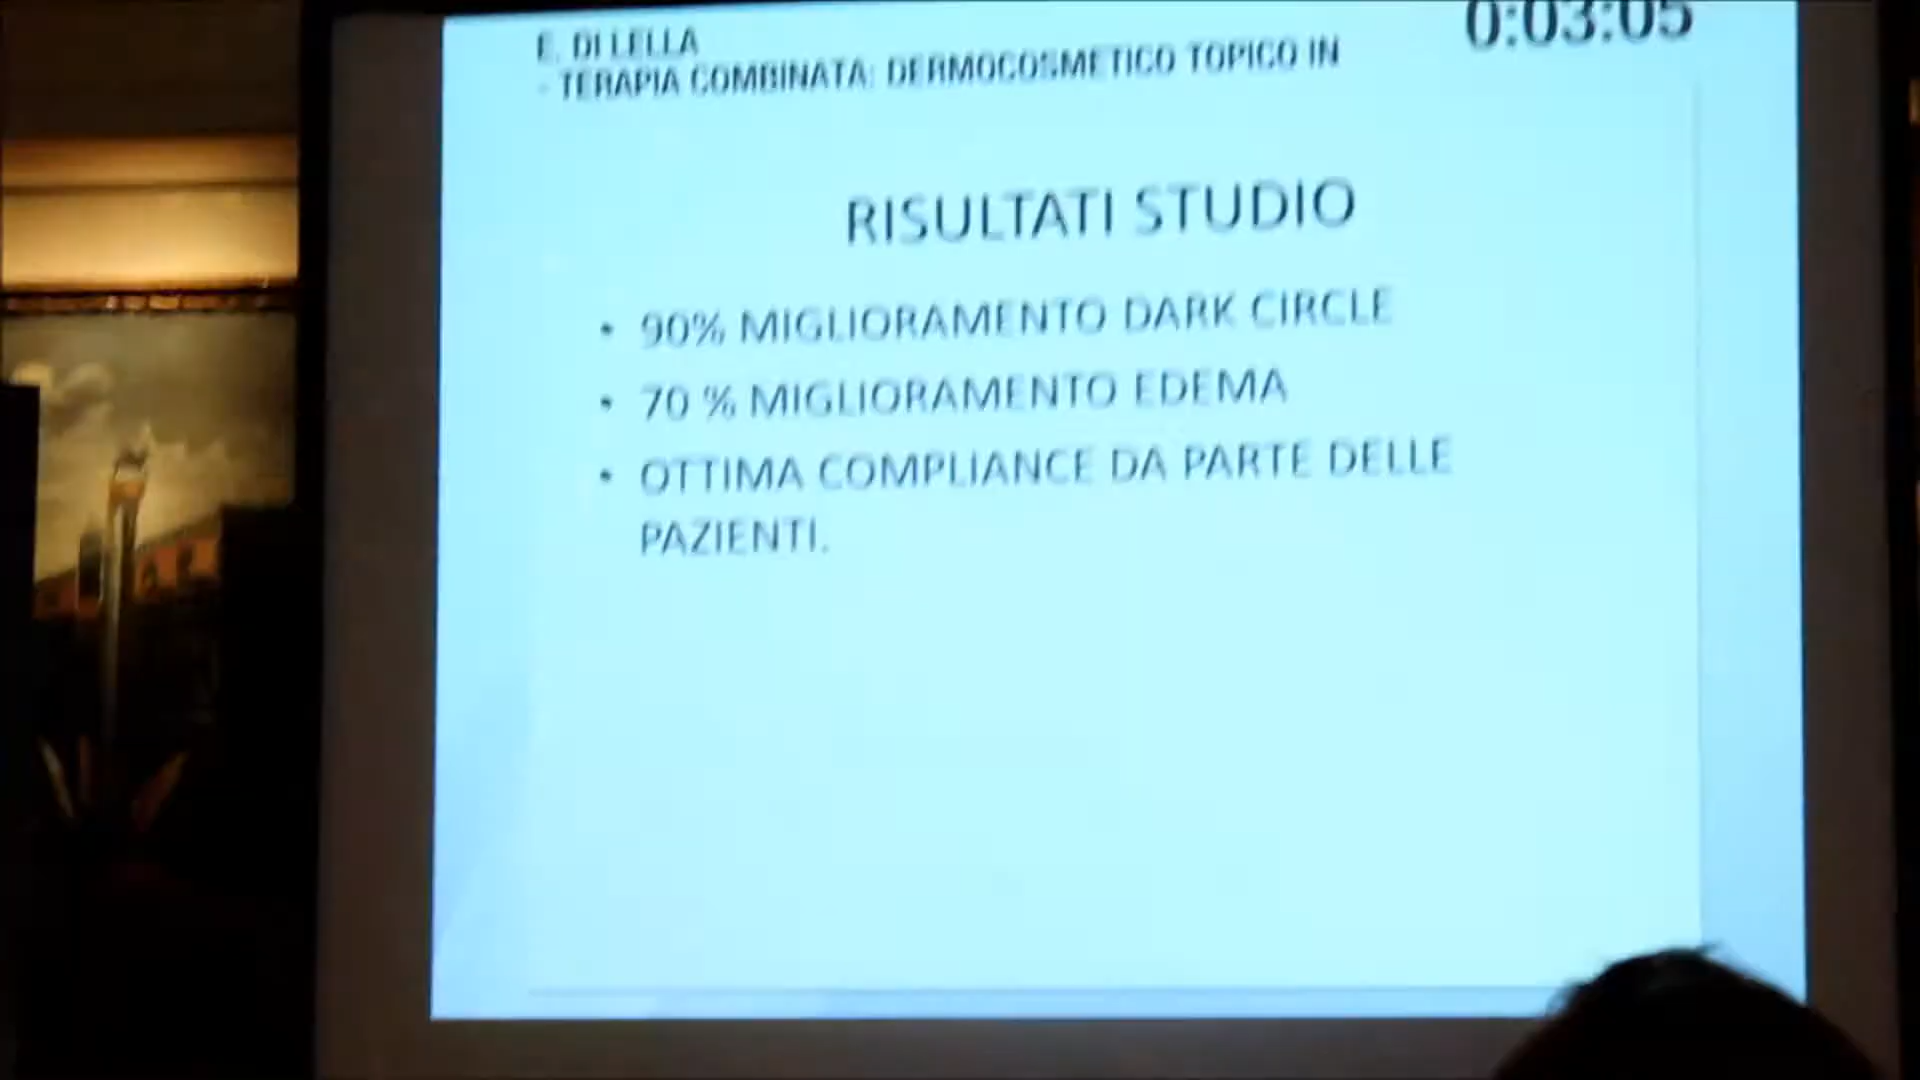 E. DI LELLA
0:03:05
- TERAPIA COMBINATA: DERMOCOSMETICO TOPICO IN
RISULTATI STUDIO
• 90% MIGLIORAMENTO DARK CIRCLE
• 70 % MIGLIORAMENTO EDEMA
• OTTIMA COMPLIANCE DA PARTE DELLE
PAZIENTI.